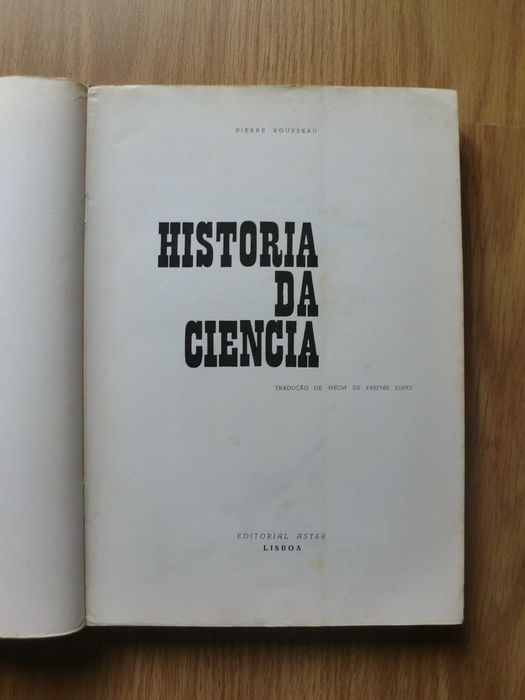 PIERRE ROUSSEAU
HISTORIA
DA
CIENCIA
TRADUÇÃO DE MÉCIA DE FREITAS LOPES
EDITORIAL ASTER
LISBOA